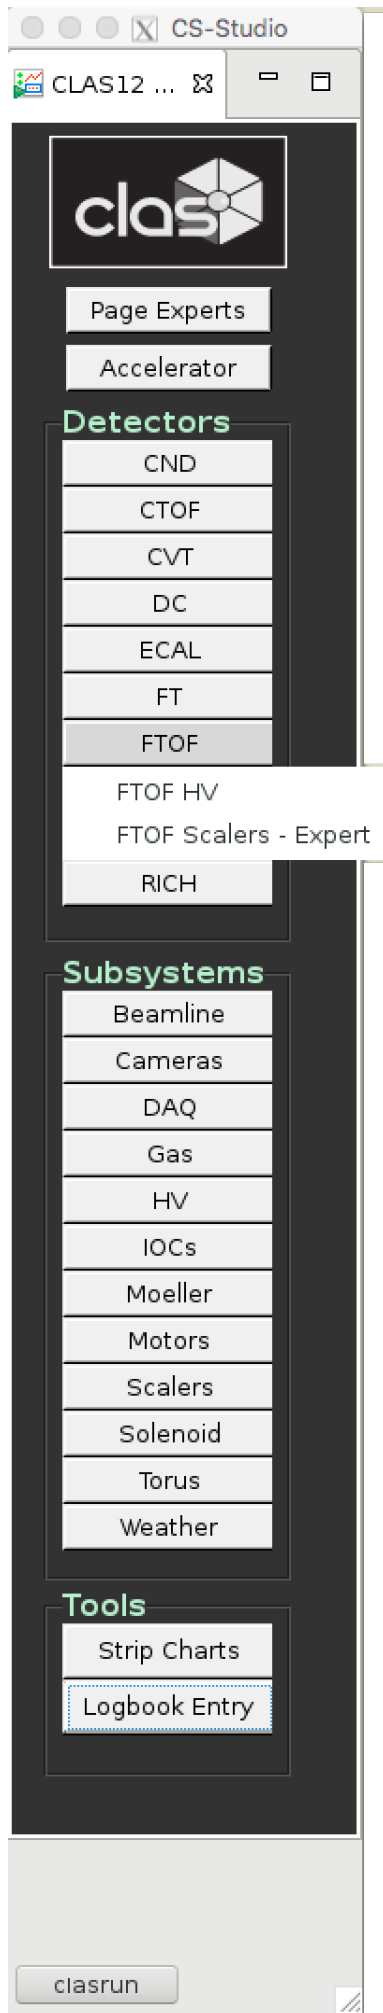 X CS-Studio
CLAS12 ...
clas
Page Experts
Accelerator
Detectors
CND
CTOF
CVT
DC
ECAL
FT
FTOF
FTOF HV
FTOF Scalers - Expert
RICH
Subsystems
Beamline
Cameras
DAQ
Gas
HV
IOCs
Moeller
Motors
Scalers
Solenoid
Torus
Weather
Tools
Strip Charts
Logbook Entry
clasrun